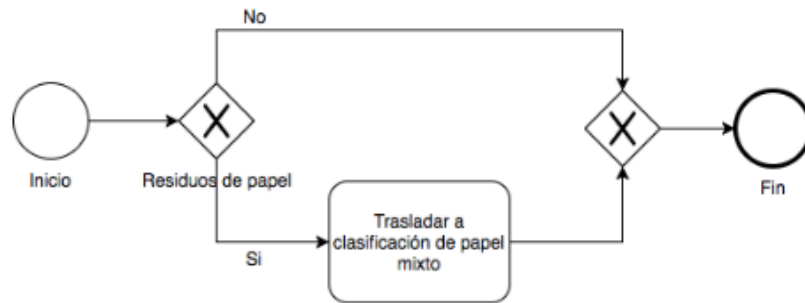 No
Inicio
Residuos de papel
Si
Trasladar a
clasificación de papel
mixto
Fin